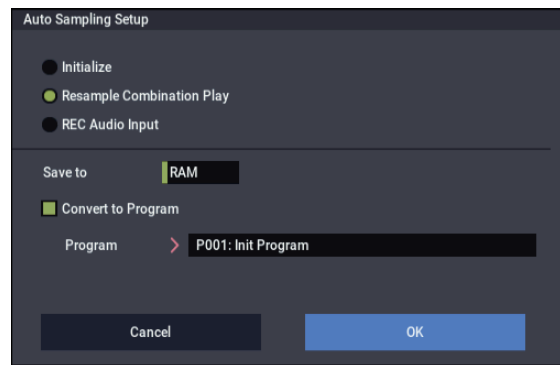 Auto Sampling Setup
Initialize
Resample Combination Play
REC Audio Input
Save to RAM
Convert to Program
Program P001: Init Program
Cancel OK